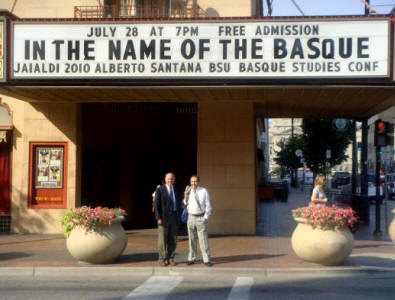 JULY 28 AT 7PM FREE ADMISSION
IN THE NAME OF THE BASQUE
JAIALDI 2010 ALBERTO SANTANA BSU BASQUE STUDIES CONF